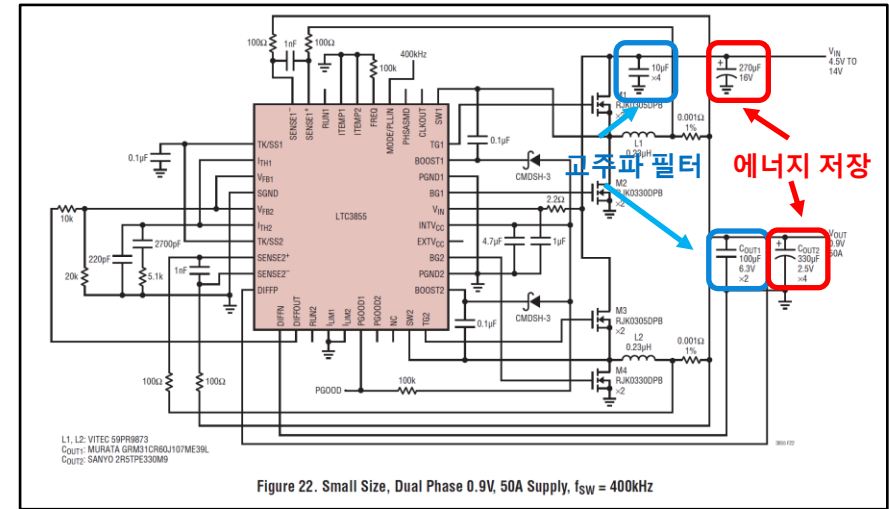 100Ω
1nF
100Ω
400kHz
100k
SENSE1⁻
SENSE1⁺
RUN1
ITEMP1
ITEMP2
FREQ
MODE/PLLIN
PHSASMD
CLKOUT
SW1
10µF
×4
+
270µF
16V
VIN
4.5V TO
14V
M1
RJK0305DPB
×2
0.1µF
TK/SS1
ITH1
VFB1
SGND
VFB2
ITH2
TK/SS2
SENSE2⁺
SENSE2⁻
DIFFP
LTC3855
TG1
BOOST1
PGND1
BG1
VIN
INTVCC
EXTVCC
BG2
PGND2
BOOST2
0.1µF
CMDSH-3
L1
0.23µH
0.001Ω
1%
고주파 필터
에너지 저장
M2
RJK0330DPB
×2
2.2Ω
4.7µF
1µF
10k
220pF
2700pF
20k
5.1k
1nF
COUT1
100µF
6.3V
×2
+
COUT2
330µF
2.5V
×4
VOUT
0.9V
50A
DIFFN
DIFFOUT
RUN2
ILIM1
ILIM2
PGOOD1
PGOOD2
NC
SW2
TG2
0.1µF
CMDSH-3
M3
RJK0305DPB
×2
L2
0.23µH
0.001Ω
1%
M4
RJK0330DPB
×2
100Ω
100Ω
PGOOD
100k
L1, L2: VITEC 59PR9873
COUT1: MURATA GRM31CR60J107ME39L
COUT2: SANYO 2R5TPE330M9
3855 F22
Figure 22. Small Size, Dual Phase 0.9V, 50A Supply, fSW = 400kHz